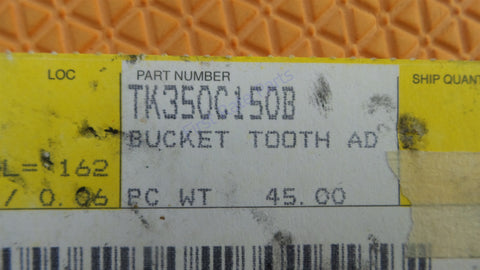 LOC PART NUMBER SHIP QUANT
TK350C150B
BUCKET TOOTH AD
L= 162
/ 0.06 PC WT 45.00